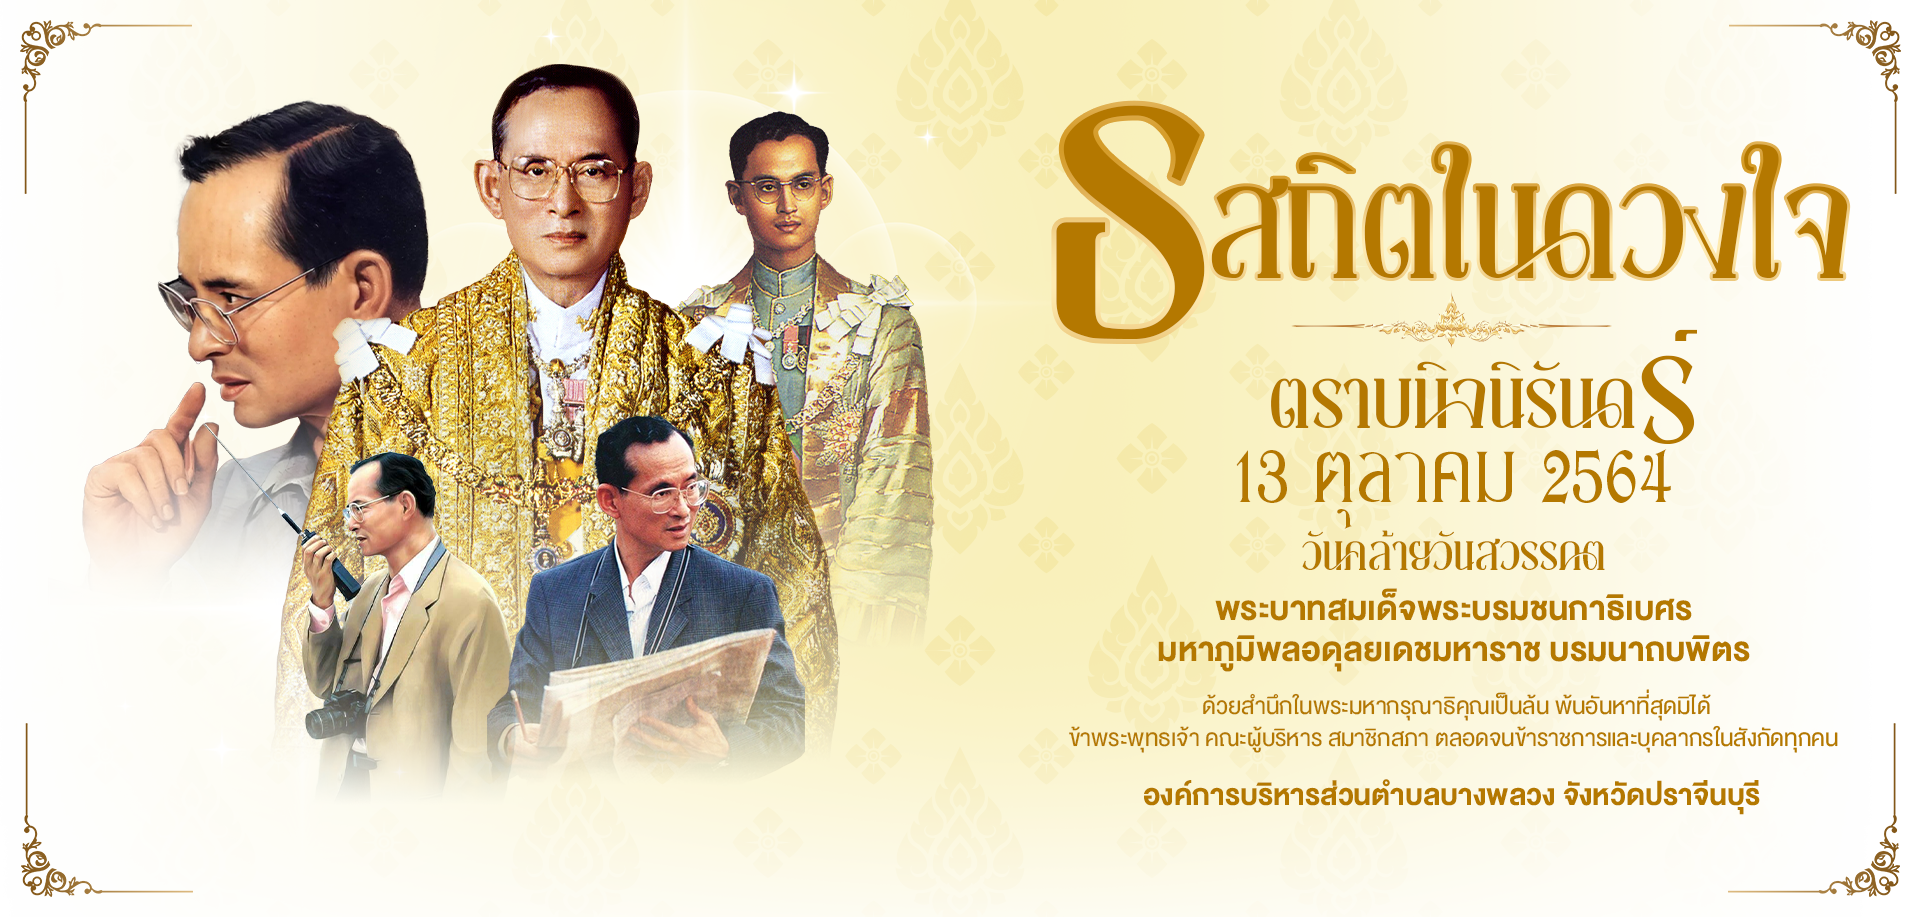 ธ สถิตในดวงใจ
ตราบนิจนิรันดร์
13 ตุลาคม 2564
วันคล้ายวันสวรรคต
พระบาทสมเด็จพระบรมชนกาธิเบศร
มหาภูมิพลอดุลยเดชมหาราช บรมนาถบพิตร
ด้วยสำนึกในพระมหากรุณาธิคุณเป็นล้น พ้นอันหาที่สุดมิได้
ข้าพระพุทธเจ้า คณะผู้บริหาร สมาชิกสภา ตลอดจนข้าราชการและบุคลากรในสังกัดทุกคน
องค์การบริหารส่วนตำบลบางพลวง จังหวัดปราจีนบุรี